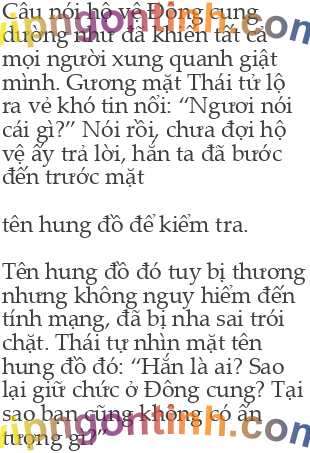 Câu nói hộ vệ Đông cung
dường như đã khiến tất cả
mọi người xung quanh giật
mình. Gương mặt Thái tử lộ
ra vẻ khó tin nổi: “Ngươi nói
cái gì?” Nói rồi, chưa đợi hộ
vệ ấy trả lời, hắn ta đã bước
đến trước mặt
tên hung đồ để kiểm tra.
Tên hung đồ đó tuy bị thương
nhưng không nguy hiểm đến
tính mạng, đã bị nha sai trói
chặt. Thái tự nhìn mặt tên
hung đồ đó: “Hắn là ai? Sao
lại giữ chức ở Đông cung? Tại
sao bạn cũng không có ấn
tượng gì?”
vipngontinh.com
vipngontinh.com